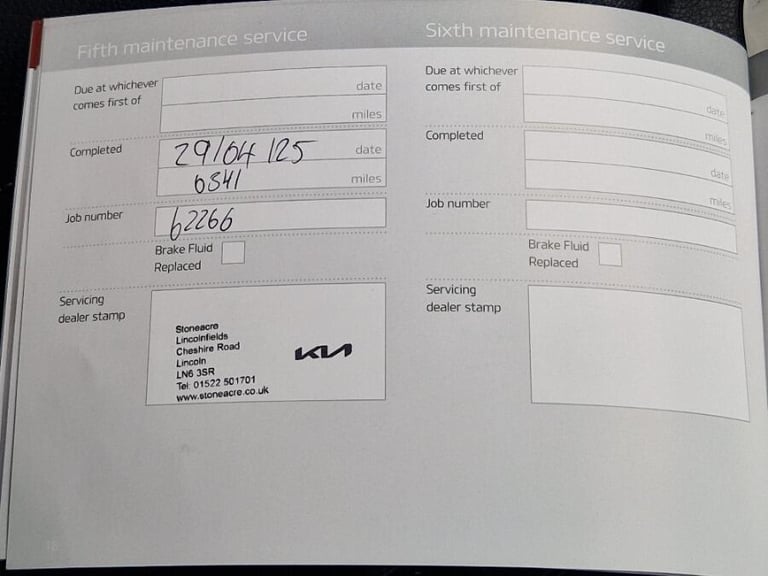 Fifth maintenance service
Due at whichever
comes first of
date
miles
Completed
29/04/25 date
6341 miles
Job number
62266
Brake Fluid
Replaced
Servicing
dealer stamp
Stoneacre
Lincolnfields
Cheshire Road
Lincoln
LN6 3SR
Tel: 01522 501701
www.stoneacre.co.uk
KIA
Sixth maintenance service
Due at whichever
comes first of
date
miles
Completed
date
miles
Job number
Brake Fluid
Replaced
Servicing
dealer stamp